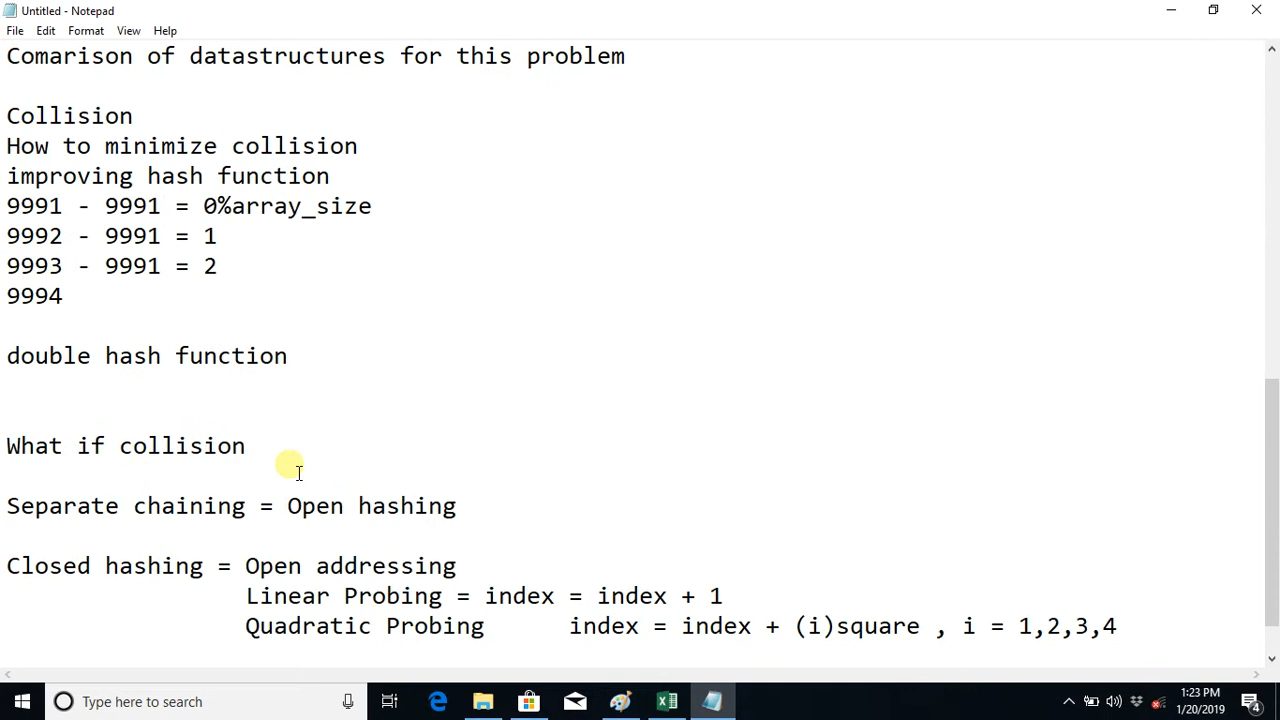 Untitled - Notepad
File Edit Format View Help
Comarison of datastructures for this problem
Collision
How to minimize collision
improving hash function
9991 - 9991 = 0%array_size
9992 - 9991 = 1
9993 - 9991 = 2
9994
double hash function
What if collision
Separate chaining = Open hashing
Closed hashing = Open addressing
Linear Probing = index = index + 1
Quadratic Probing index = index + (i)square , i = 1,2,3,4
Type here to search
1:23 PM
1/20/2019
4